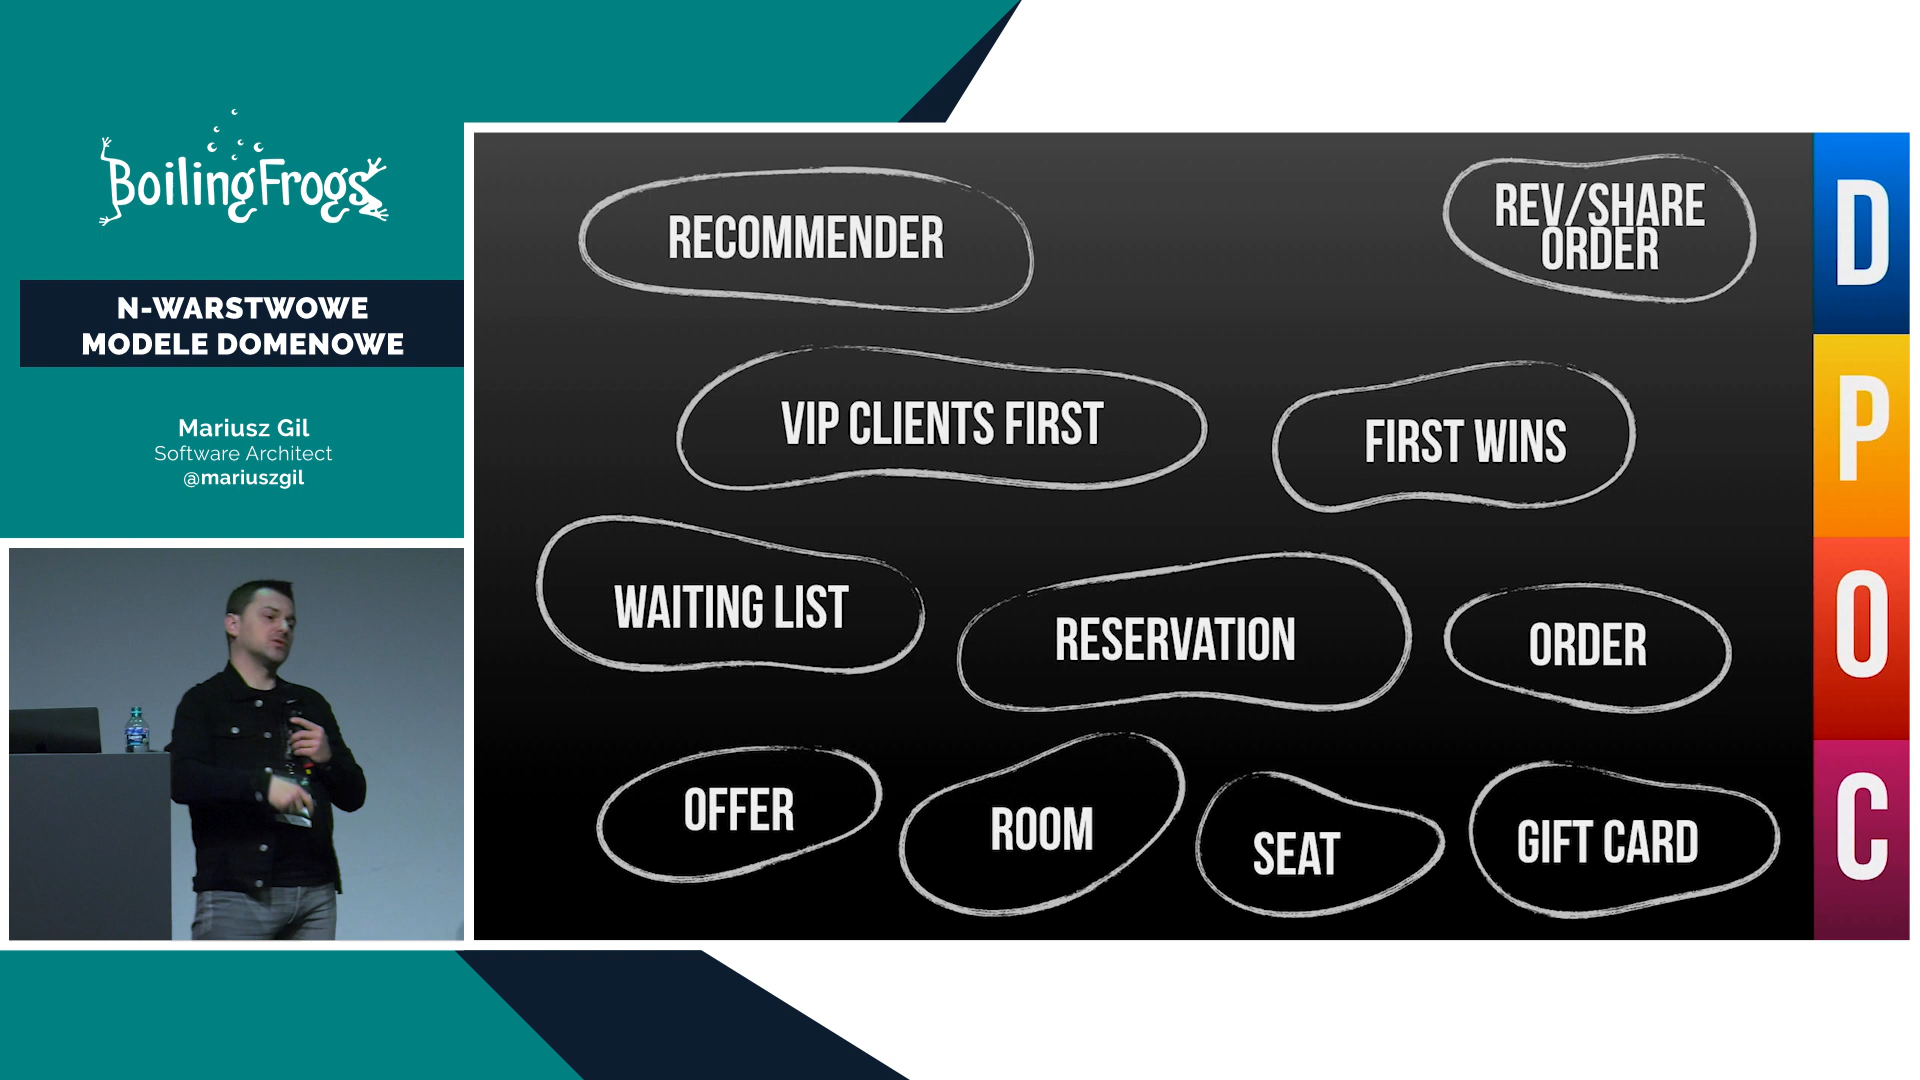 BoilingFrogs
N-WARSTWOWE
MODELE DOMENOWE
Mariusz Gil
Software Architect
@mariuszgil
RECOMMENDER
REV/SHARE
ORDER
D
VIP CLIENTS FIRST
FIRST WINS
P
WAITING LIST
RESERVATION
ORDER
O
OFFER
ROOM
SEAT
GIFT CARD
C